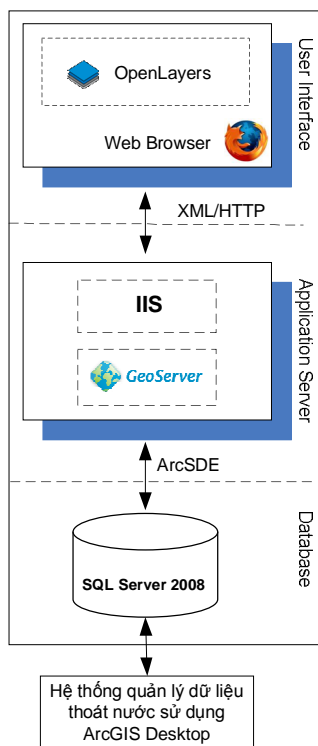 User Interface
OpenLayers
Web Browser
XML/HTTP
Application Server
IIS
GeoServer
ArcSDE
Database
SQL Server 2008
Hệ thống quản lý dữ liệu
thoát nước sử dụng
ArcGIS Desktop